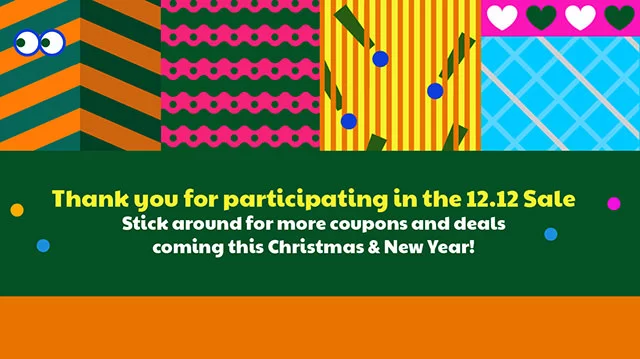 Thank you for participating in the 12.12 Sale
Stick around for more coupons and deals
coming this Christmas & New Year!